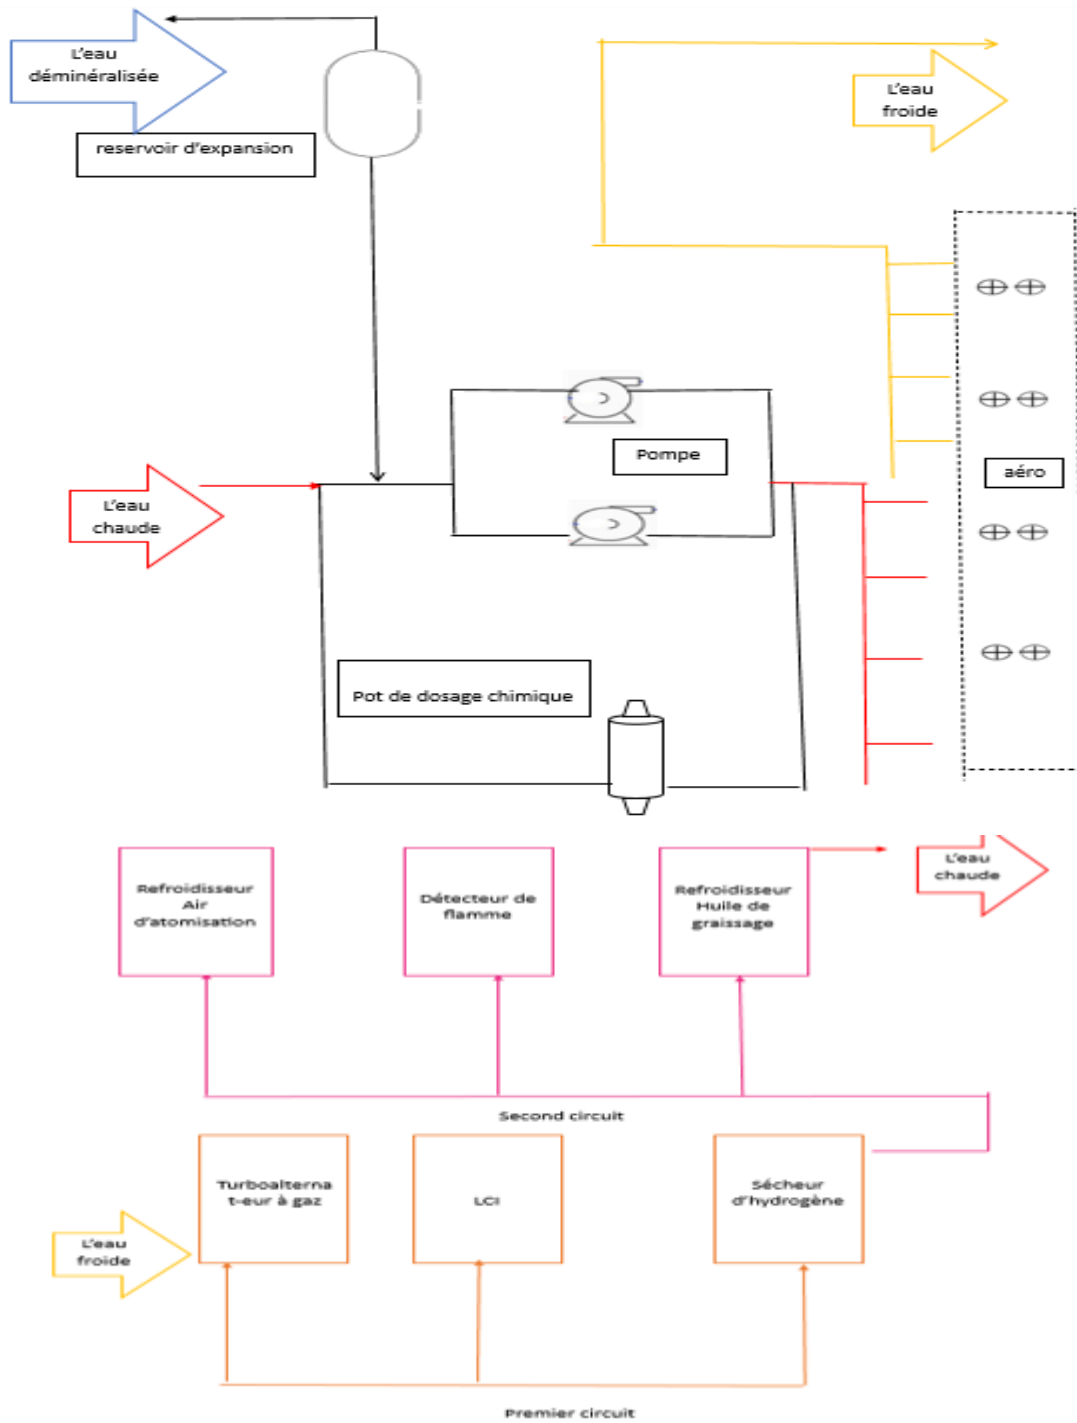 L'eau
déminéralisée
reservoir d'expansion
L'eau
froide
Pompe
aéro
L'eau
chaude
Pot de dosage chimique
L'eau
chaude
Refroidisseur
Air
d'atomisation
Détecteur de
flamme
Refroidisseur
Huile de
graissage
Second circuit
Turboalterna
t-eur à gaz
LCI
Sécheur
d'hydrogène
L'eau
froide
Premier circuit